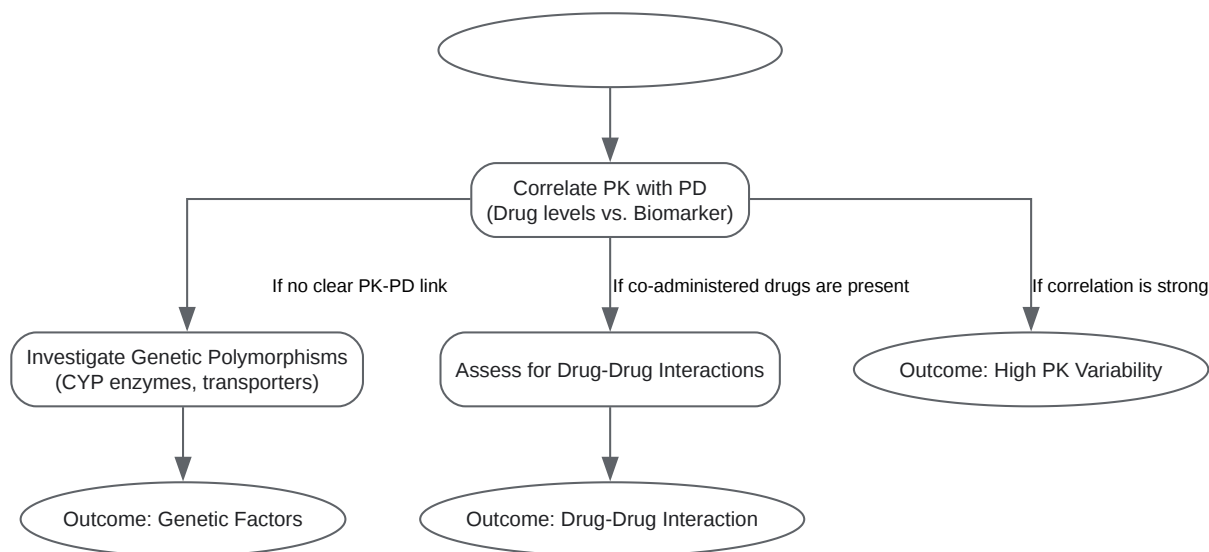 Correlate PK with PD
(Drug levels vs. Biomarker)
If no clear PK-PD link
If co-administered drugs are present
If correlation is strong
Investigate Genetic Polymorphisms
(CYP enzymes, transporters)
Assess for Drug-Drug Interactions
Outcome: High PK Variability
Outcome: Genetic Factors
Outcome: Drug-Drug Interaction